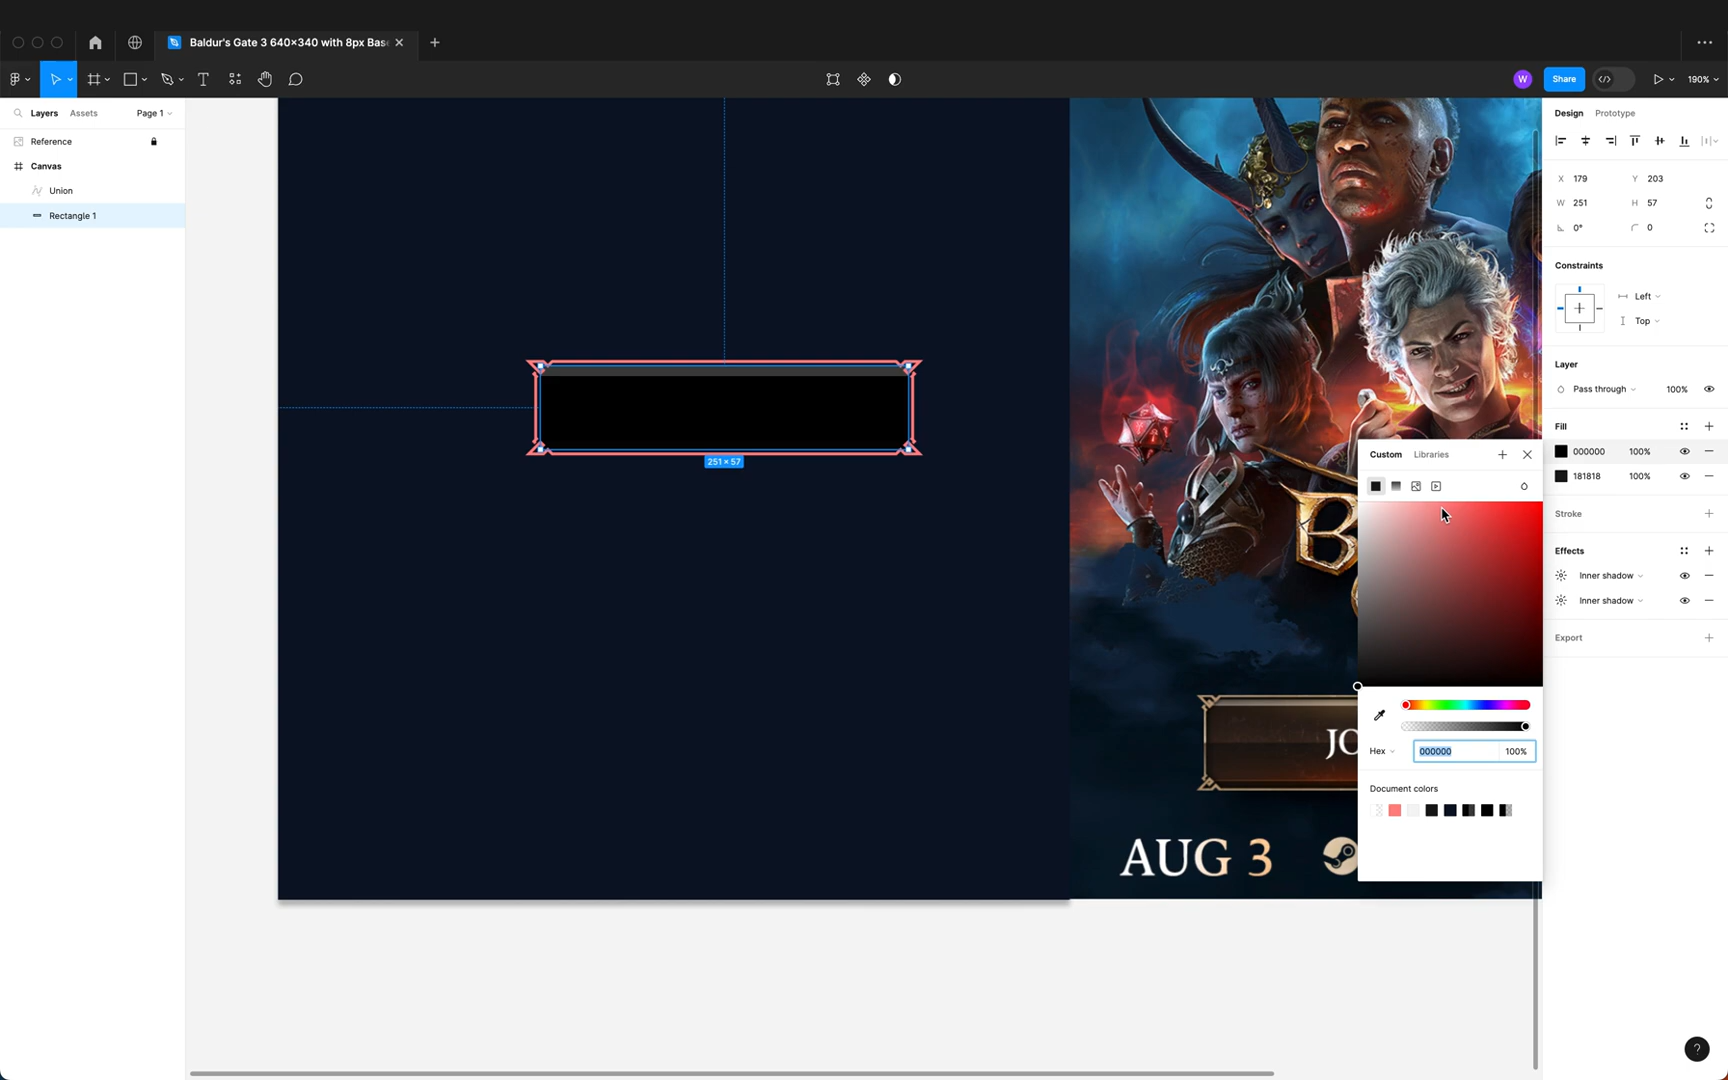 Baldur's Gate 3 640×340 with 8px Bas
W
Share
190%
Layers
Assets
Page 1
Reference
Canvas
Union
Rectangle 1
251 × 57
B
JO
AUG 3
Design
Prototype
X 179
Y 203
W 251
H 57
0°
0
Constraints
Left
Top
Layer
Pass through
100%
Fill
000000 100%
181818 100%
Stroke
Effects
Inner shadow
Inner shadow
Export
Custom
Libraries
Hex
000000
100%
Document colors
?